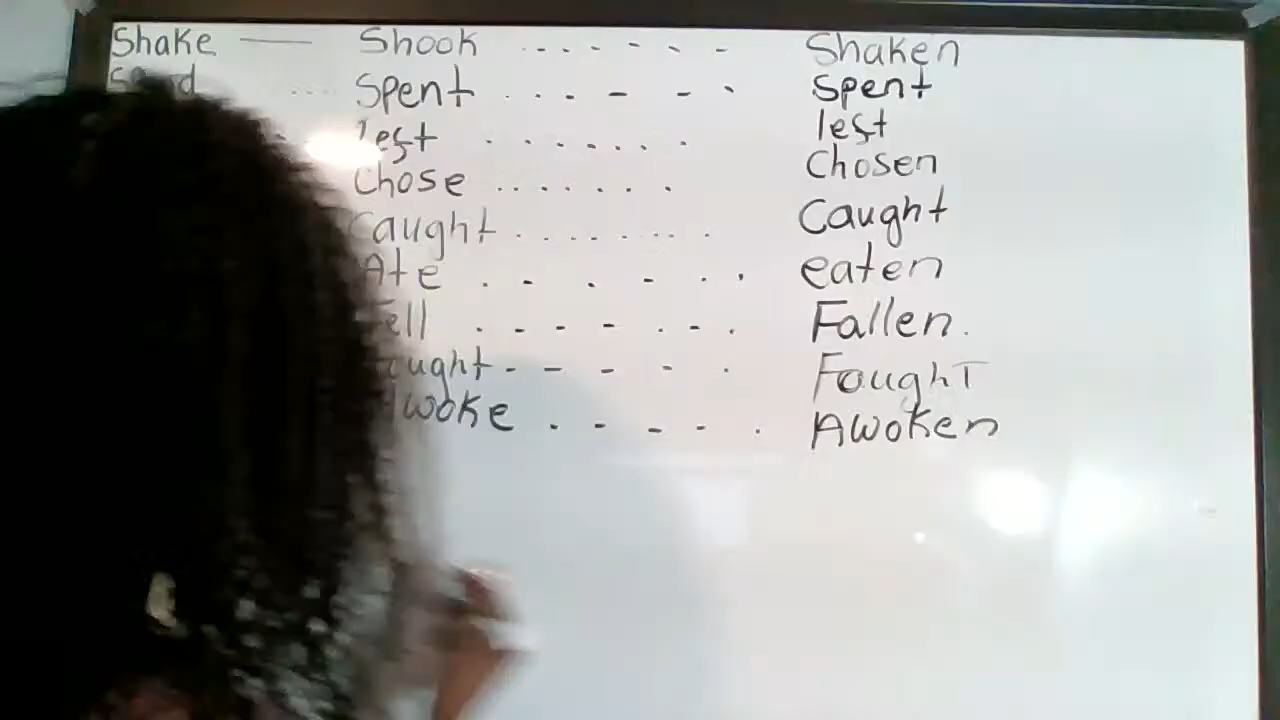 Shake — Shook ....... Shaken
Spent ....... Spent
lest ....... lest
Chose ....... Chosen
Caught ....... Caught
Ate ...... eaten
Fell ....... Fallen.
Fought - - - - . FoughT
Awoke ..... Awoken